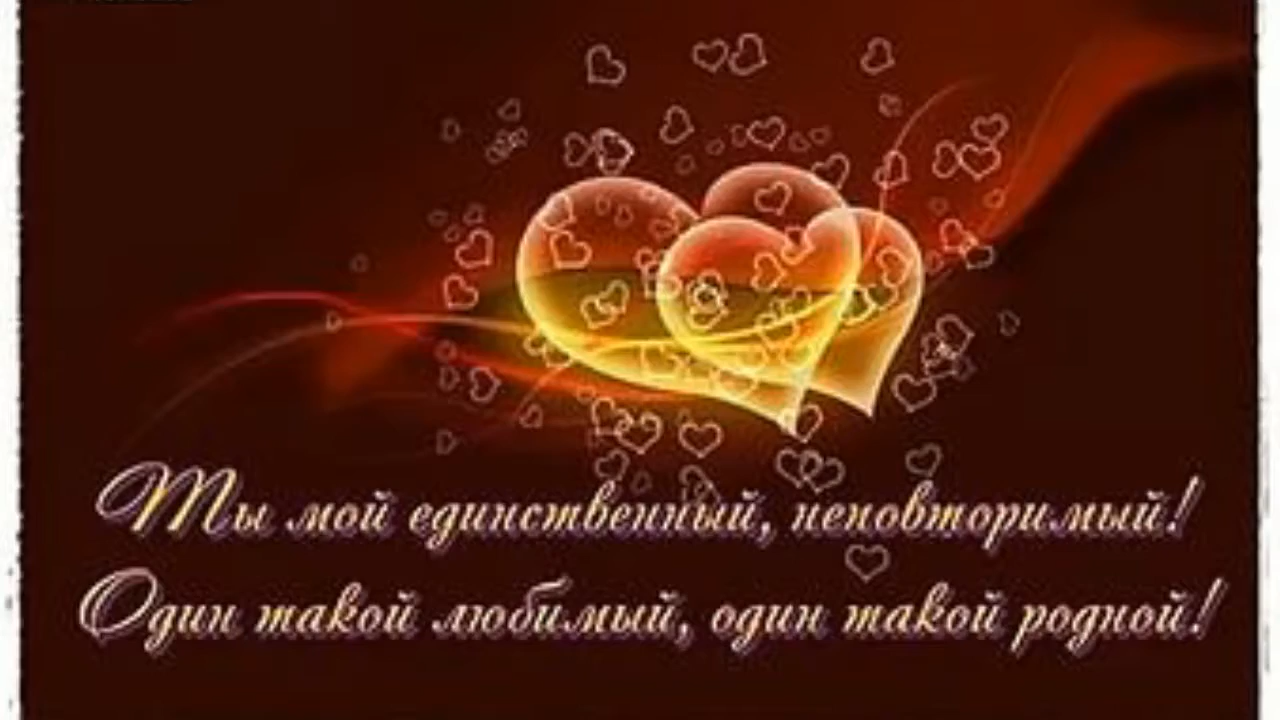 Ты мой единственный, неповторимый!
Один такой любимый, один такой родной!